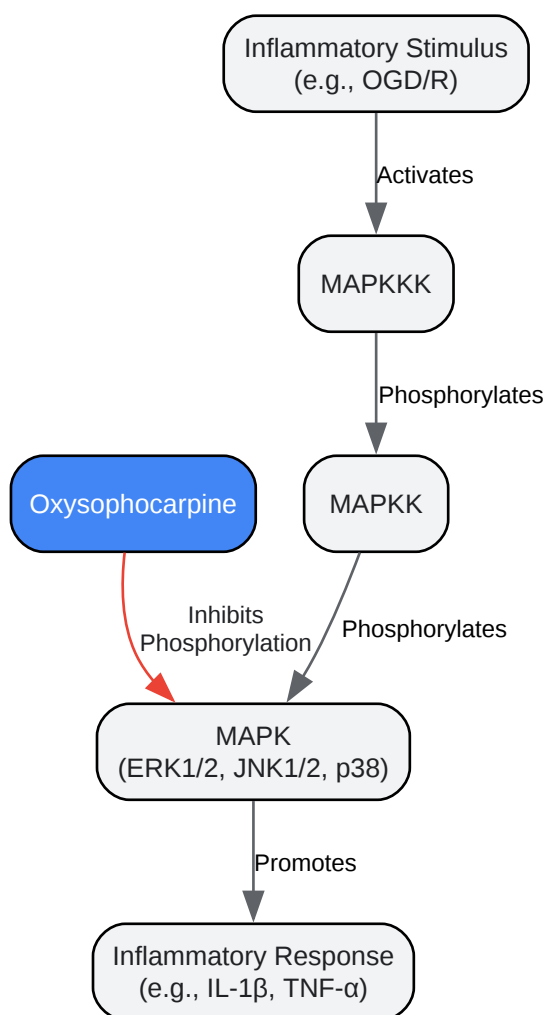 Inflammatory Stimulus
(e.g., OGD/R)
Activates
MAPKKK
Phosphorylates
Oxysophocarpine
MAPKK
Inhibits
Phosphorylation
Phosphorylates
MAPK
(ERK1/2, JNK1/2, p38)
Promotes
Inflammatory Response
(e.g., IL-1β, TNF-α)